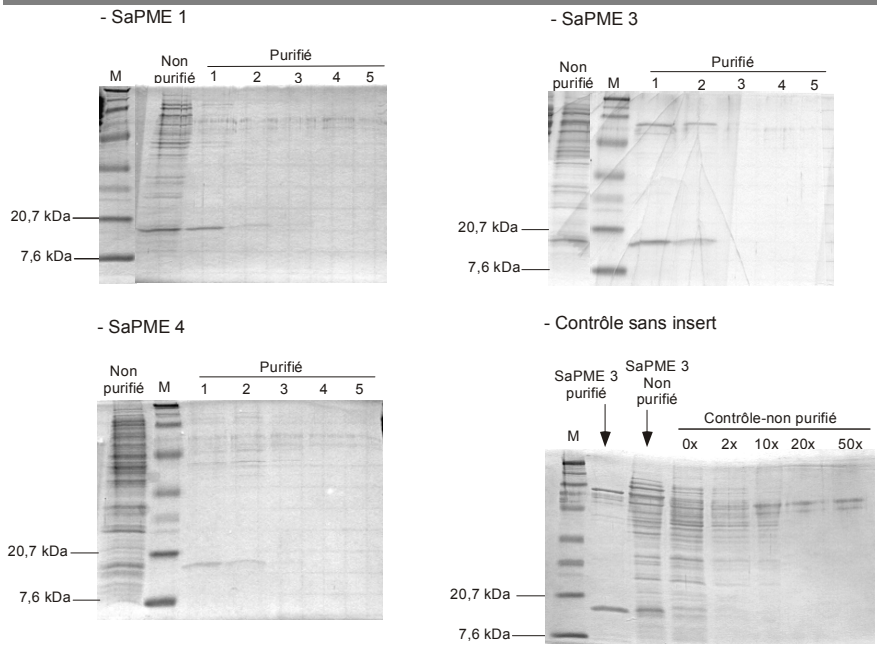 - SaPME 1
Non purifié
Purifié
M
1 2 3 4 5
20,7 kDa
7,6 kDa
- SaPME 3
Non purifié
Purifié
M
1 2 3 4 5
20,7 kDa
7,6 kDa
- SaPME 4
Non purifié
Purifié
M
1 2 3 4 5
20,7 kDa
7,6 kDa
- Contrôle sans insert
SaPME 3 purifié
SaPME 3 Non purifié
Contrôle-non purifié
M
0x 2x 10x 20x 50x
20,7 kDa
7,6 kDa